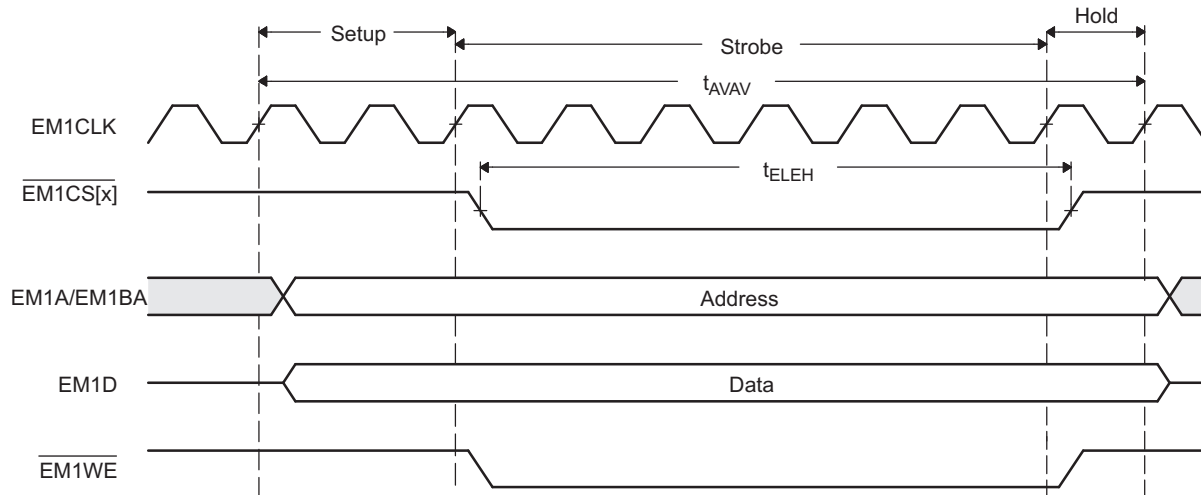 Setup
Strobe
Hold
tAVAV
EM1CLK
tELEH
EM1CS[x]
EM1A/EM1BA
Address
EM1D
Data
EM1WE